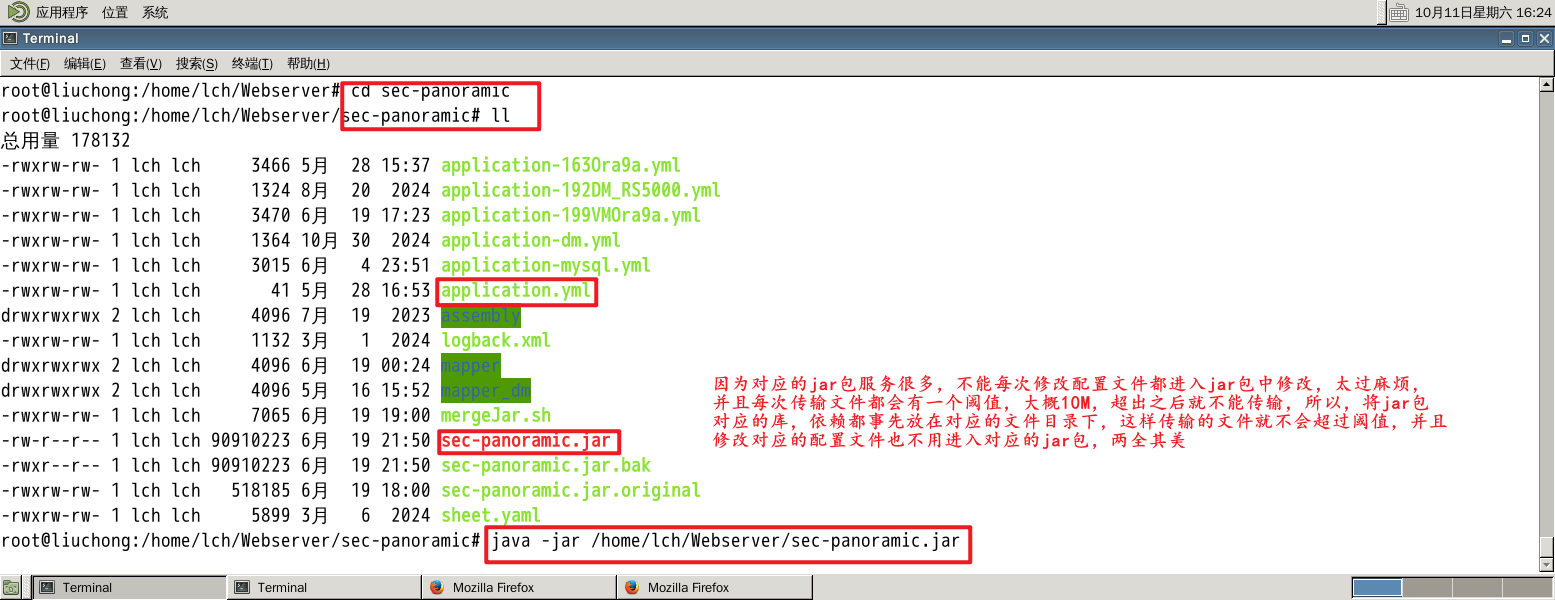 应用程序 位置 系统 10月11日星期六 16:24
Terminal
文件(F) 编辑(E) 查看(V) 搜索(S) 终端(T) 帮助(H)
root@liuchong:/home/lch/Webserver# cd sec-panoramic
root@liuchong:/home/lch/Webserver/sec-panoramic# ll
总用量 178132
-rwxrw-rw- 1 lch lch 3466 5月 28 15:37 application-163Ora9a.yml
-rwxrw-rw- 1 lch lch 1324 8月 20 2024 application-192DM_RS5000.yml
-rwxrw-rw- 1 lch lch 3470 6月 19 17:23 application-199VMOra9a.yml
-rwxrw-rw- 1 lch lch 1364 10月 30 2024 application-dm.yml
-rwxrw-rw- 1 lch lch 3015 6月 4 23:51 application-mysql.yml
-rwxrw-rw- 1 lch lch 41 5月 28 16:53 application.yml
drwxrwxrwx 2 lch lch 4096 7月 19 2023 assembly
-rwxrw-rw- 1 lch lch 1132 3月 1 2024 logback.xml
drwxrwxrwx 2 lch lch 4096 6月 19 00:24 mapper
drwxrwxrwx 2 lch lch 4096 5月 16 15:52 mapper_dm
-rwxrw-rw- 1 lch lch 7065 6月 19 19:00 mergeJar.sh
-rw-r--r-- 1 lch lch 90910223 6月 19 21:50 sec-panoramic.jar
-rwxr--r-- 1 lch lch 90910223 6月 19 21:50 sec-panoramic.jar.bak
-rwxrw-rw- 1 lch lch 518185 6月 19 18:00 sec-panoramic.jar.original
-rwxrw-rw- 1 lch lch 5899 3月 6 2024 sheet.yaml
root@liuchong:/home/lch/Webserver/sec-panoramic# java -jar /home/lch/Webserver/sec-panoramic.jar
因为对应的jar包服务很多，不能每次修改配置文件都进入jar包中修改，太过麻烦，
并且每次传输文件都会有一个阈值，大概10M，超出之后就不能传输，所以，将jar包
对应的库，依赖都事先放在对应的文件目录下，这样传输的文件就不会超过阈值，并且
修改对应的配置文件也不用进入对应的jar包，两全其美
Terminal Terminal Mozilla Firefox Mozilla Firefox